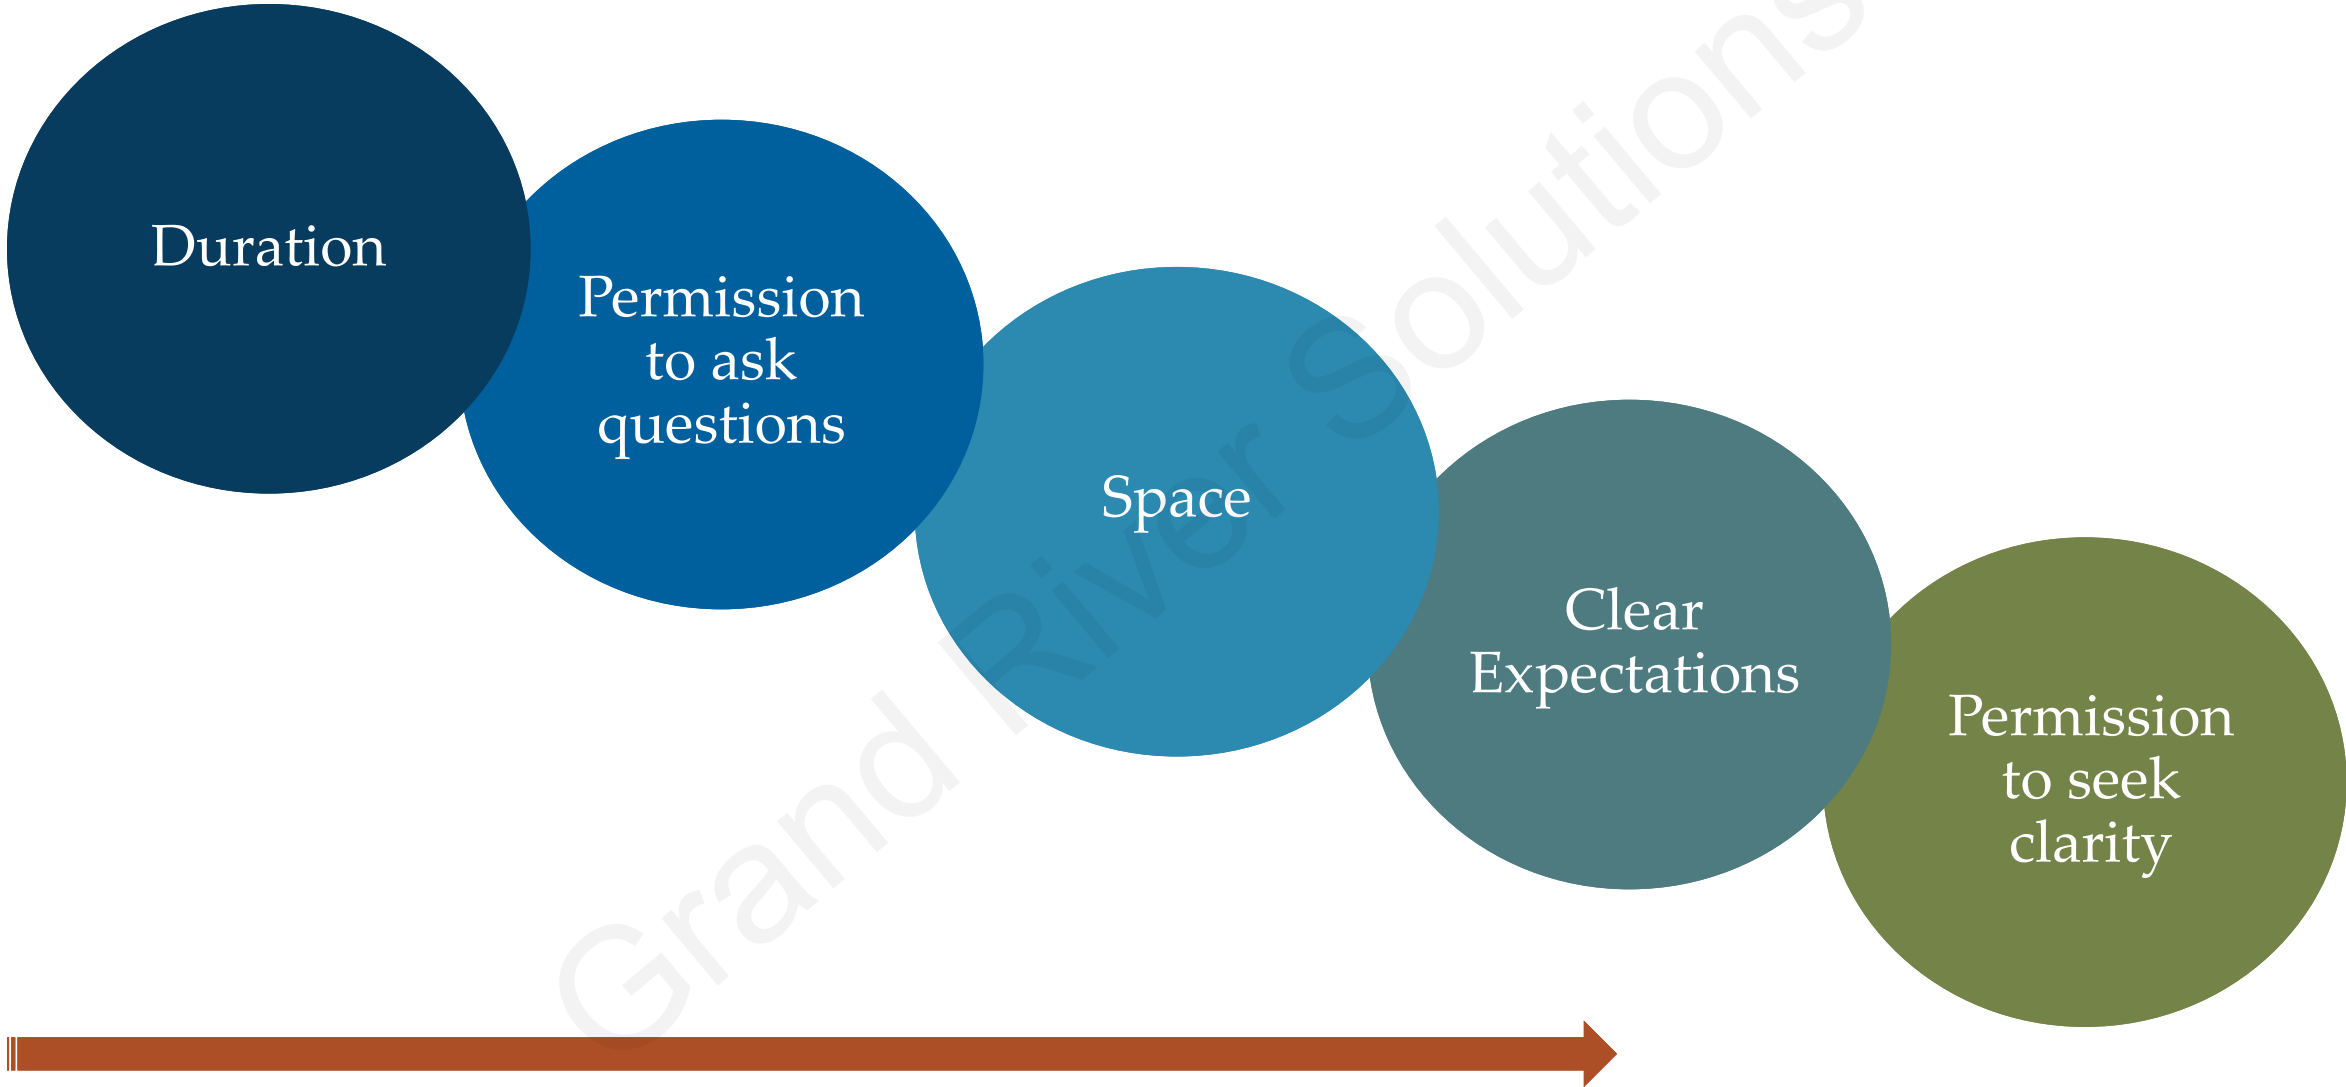 Duration
Permission
to ask
questions
Space
Clear
Expectations
Permission
to seek
clarity
Grand River Solutions